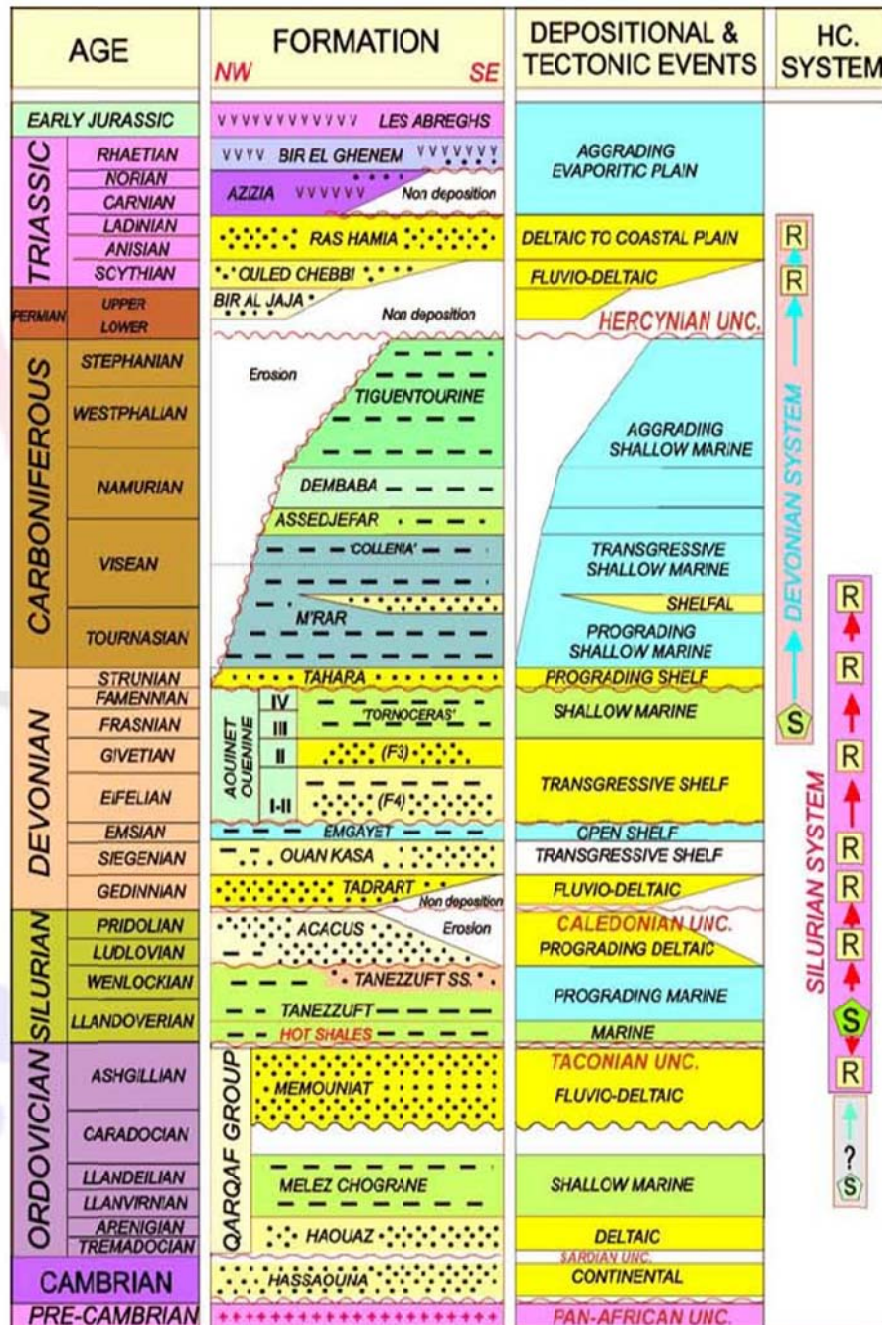 AGE
FORMATION
NW SE
DEPOSITIONAL &
TECTONIC EVENTS
HC.
SYSTEM
EARLY JURASSIC
TRIASSIC
RHAETIAN
NORIAN
CARNIAN
LADINIAN
ANISIAN
SCYTHIAN
PERMIAN
UPPER
LOWER
CARBONIFEROUS
STEPHANIAN
WESTPHALIAN
NAMURIAN
VISEAN
TOURNASIAN
DEVONIAN
STRUNIAN
FAMENNIAN
FRASNIAN
GIVETIAN
EIFELIAN
EMSIAN
SIEGENIAN
GEDINNIAN
SILURIAN
PRIDOLIAN
LUDLOVIAN
WENLOCKIAN
LLANDOVERIAN
ORDOVICIAN
ASHGILLIAN
CARADOCIAN
LLANDEILIAN
LLANVIRNIAN
ARENIGIAN
TREMADOCIAN
CAMBRIAN
PRE-CAMBRIAN
V V V V V V V V V V V V LES ABREGHS
V V V V BIR EL GHENEM V V V V V V V
AZIZIA V V V V V V
Non deposition
RAS HAMIA
OULED CHEBBI
BIR AL JAJA
Non deposition
Erosion
TIGUENTOURINE
DEMBABA
ASSEDJEFAR
'COLLENIA'
M'RAR
TAHARA
AOUINET
OUENINE
IV
III
II
I-II
'TORNOCERAS'
(F3)
(F4)
EMGAYET
OUAN KASA
TADRART
Non deposition
ACACUS
Erosion
TANEZZUFT SS.
TANEZZUFT
HOT SHALES
QARQAF GROUP
MEMOUNIAT
MELEZ CHOGRANE
HAOUAZ
HASSAOUNA
AGGRADING
EVAPORITIC PLAIN
DELTAIC TO COASTAL PLAIN
FLUVIO-DELTAIC
HERCYNIAN UNC.
AGGRADING
SHALLOW MARINE
TRANSGRESSIVE
SHALLOW MARINE
SHELFAL
PROGRADING
SHALLOW MARINE
PROGRADING SHELF
SHALLOW MARINE
TRANSGRESSIVE SHELF
OPEN SHELF
TRANSGRESSIVE SHELF
FLUVIO-DELTAIC
CALEDONIAN UNC.
PROGRADING DELTAIC
PROGRADING MARINE
MARINE
TACONIAN UNC.
FLUVIO-DELTAIC
SHALLOW MARINE
DELTAIC
SARDIAN UNC.
CONTINENTAL
PAN-AFRICAN UNC.
R
R
DEVONIAN SYSTEM
S
SILURIAN SYSTEM
R
R
R
R
R
R
S
R
?
S